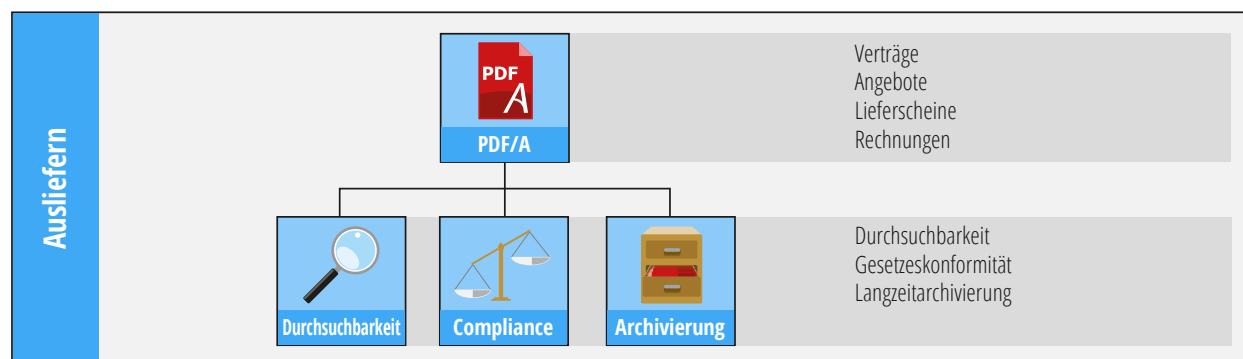 Ausliefern
PDF
A
PDF/A
Verträge
Angebote
Lieferscheine
Rechnungen
Durchsuchbarkeit
Compliance
Archivierung
Durchsuchbarkeit
Gesetzeskonformität
Langzeitarchivierung